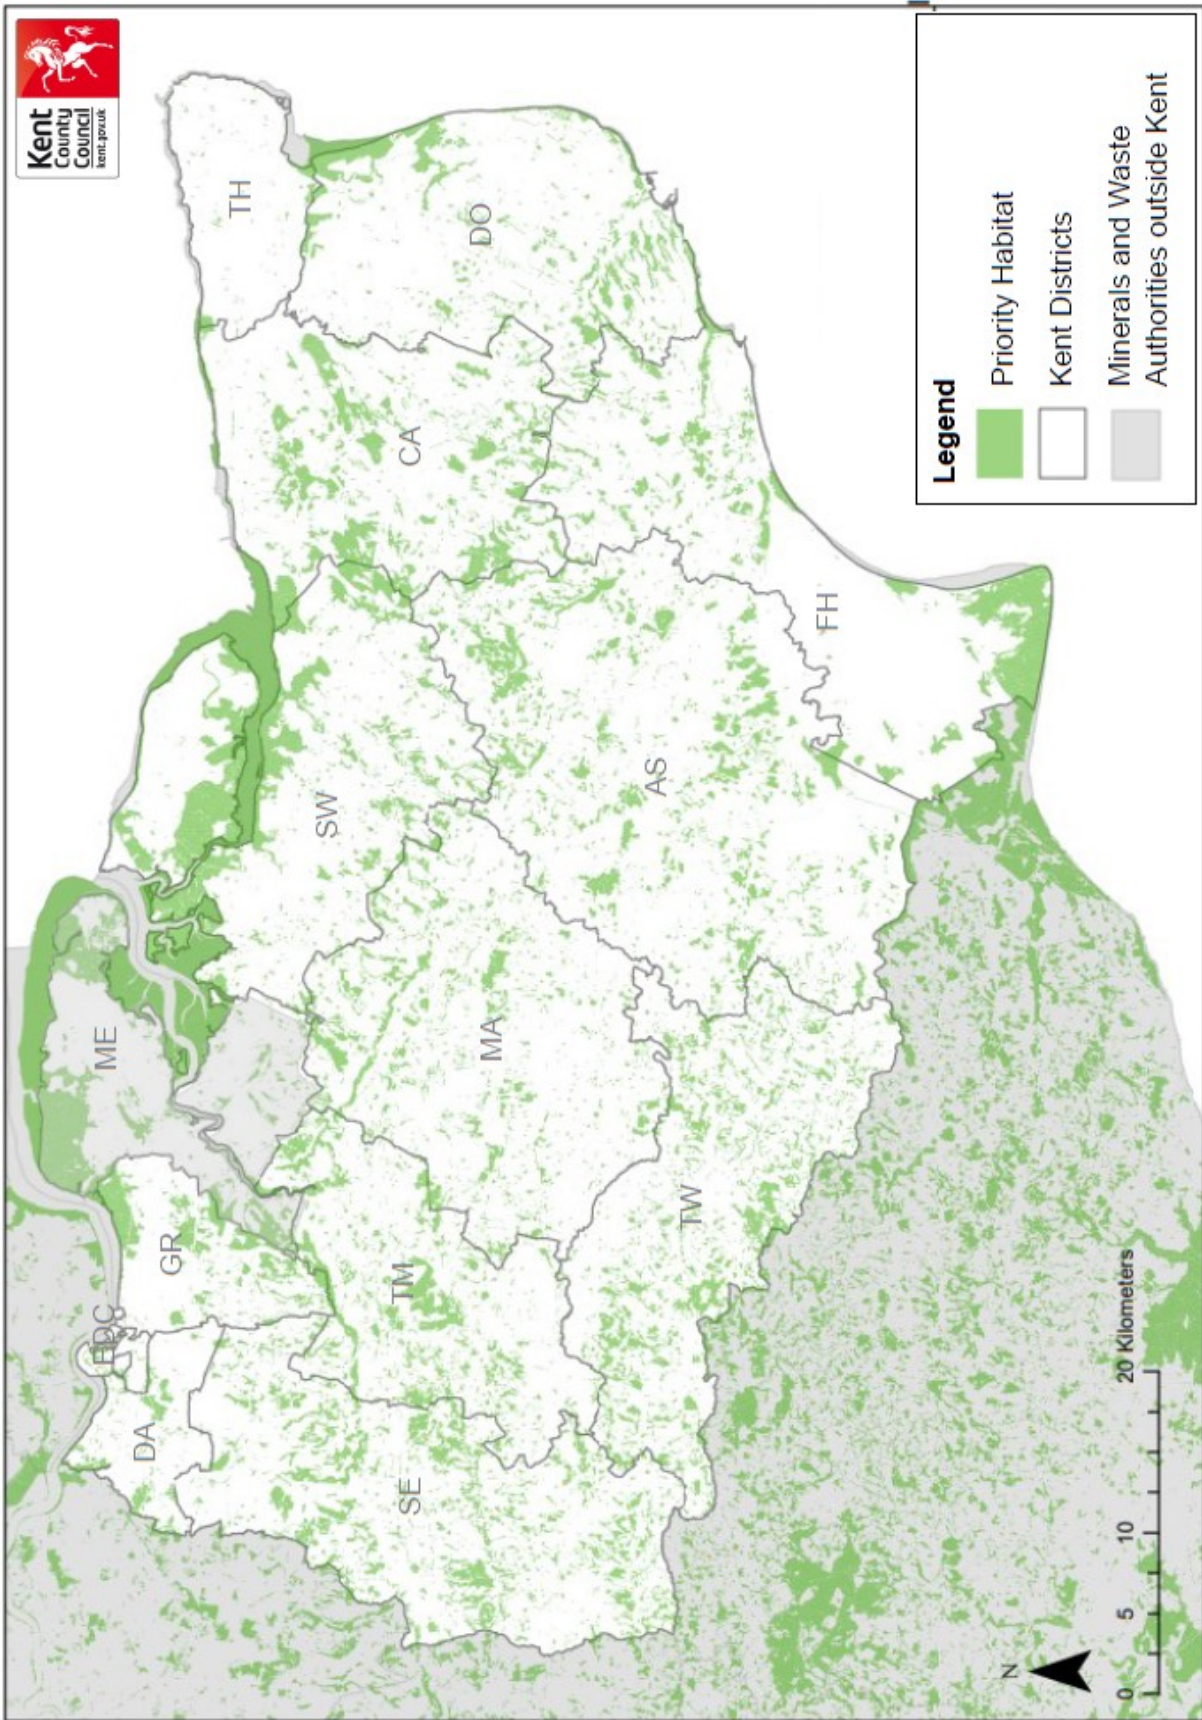 Kent
County
Council
kent.gov.uk
TH
DO
CA
FH
SW
AS
ME
MA
GR
TM
TW
EDC
DA
SE
Legend
Priority Habitat
Kent Districts
Minerals and Waste
Authorities outside Kent
N
0 5 10 20 Kilometers